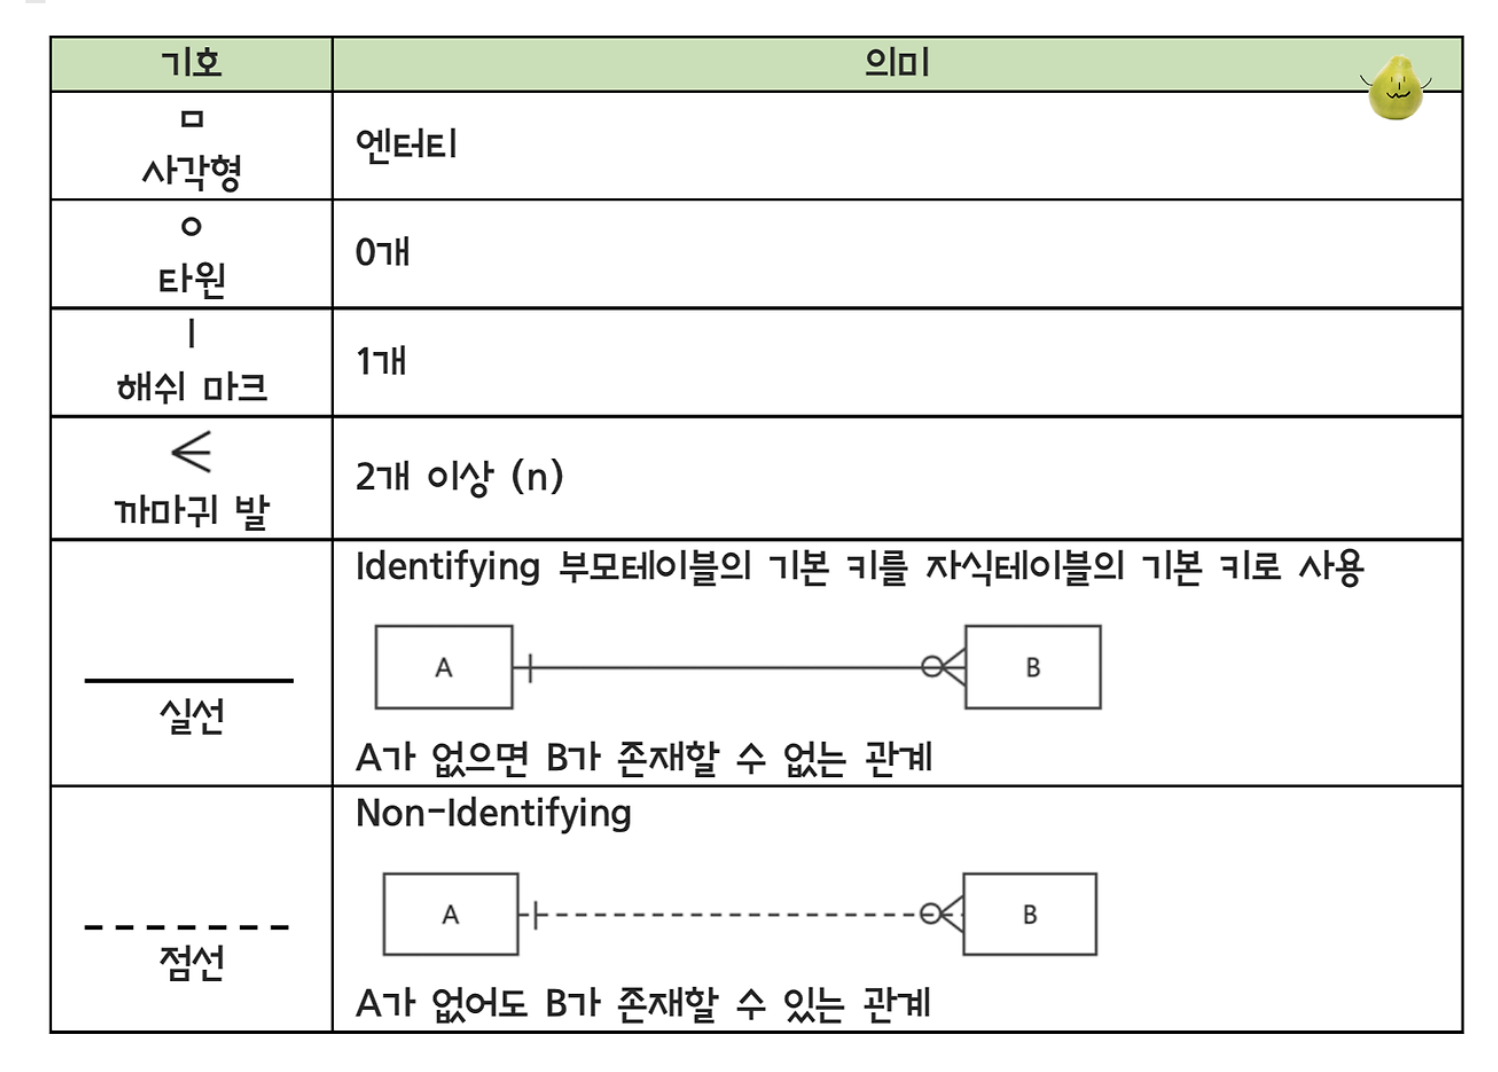 기호 의미
ㅁ
사각형
엔터티
ㅇ
타원
0개
ㅣ
해쉬 마크
1개
까마귀 발
2개 이상 (n)
실선
Identifying 부모테이블의 기본 키를 자식테이블의 기본 키로 사용
A B
A가 없으면 B가 존재할 수 없는 관계
점선
Non-Identifying
A B
A가 없어도 B가 존재할 수 있는 관계